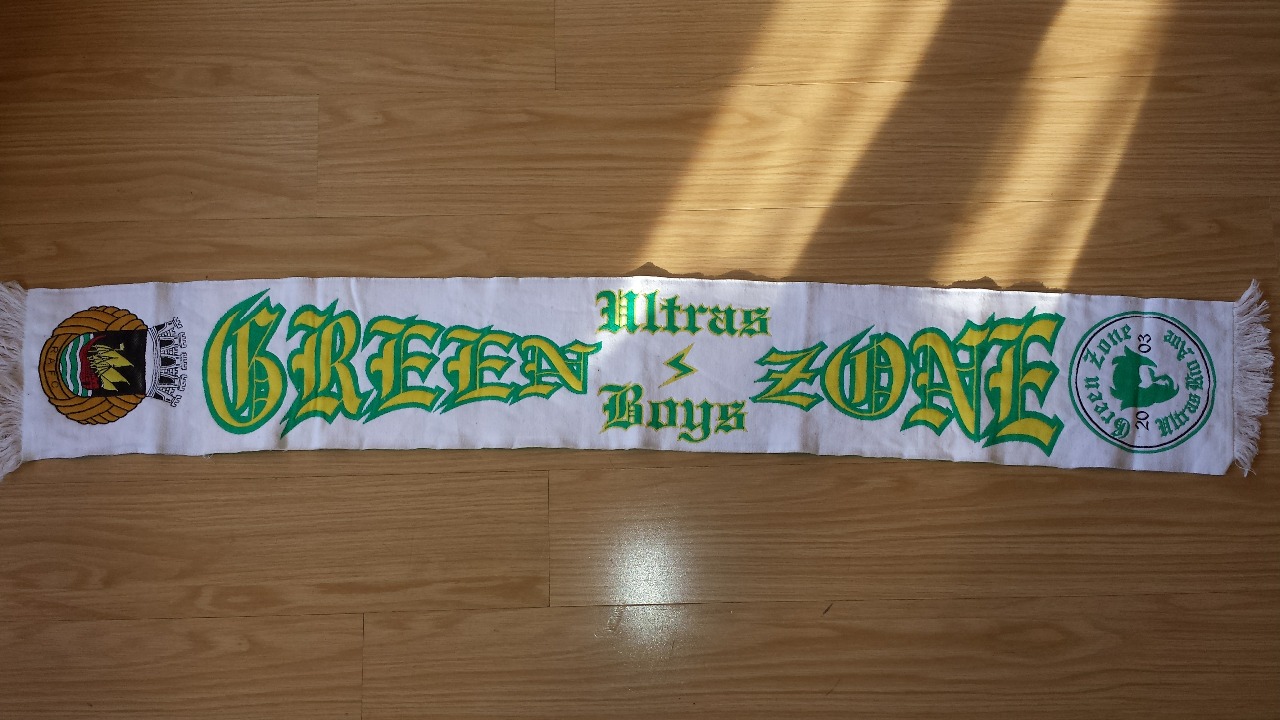 R.A.F.C.
GREEN
Ultras
Boys
ZONE
Green Zone
20 03
Ultras Rio Ave